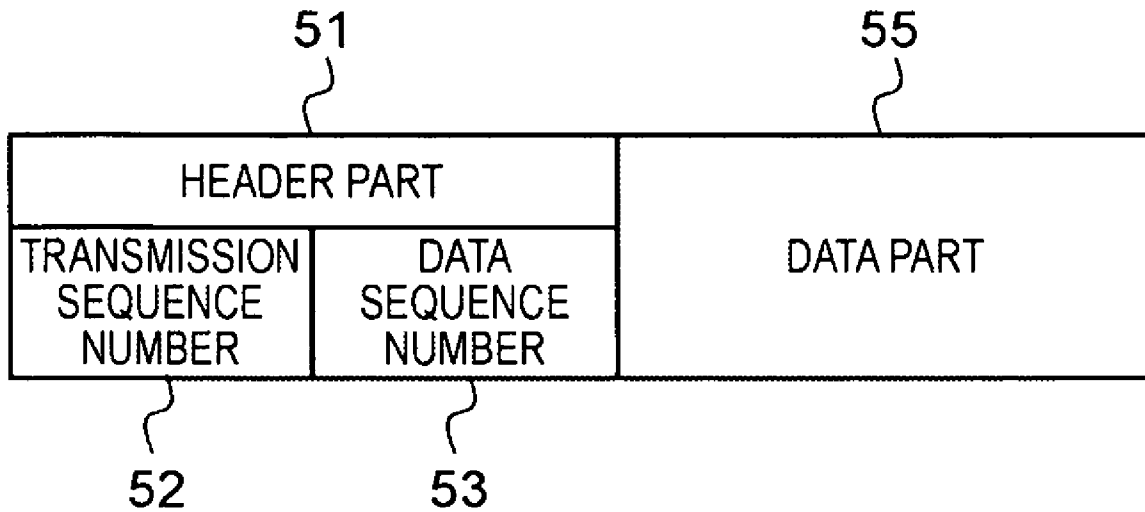 51
55
HEADER PART
TRANSMISSION
SEQUENCE
NUMBER
DATA
SEQUENCE
NUMBER
DATA PART
52
53